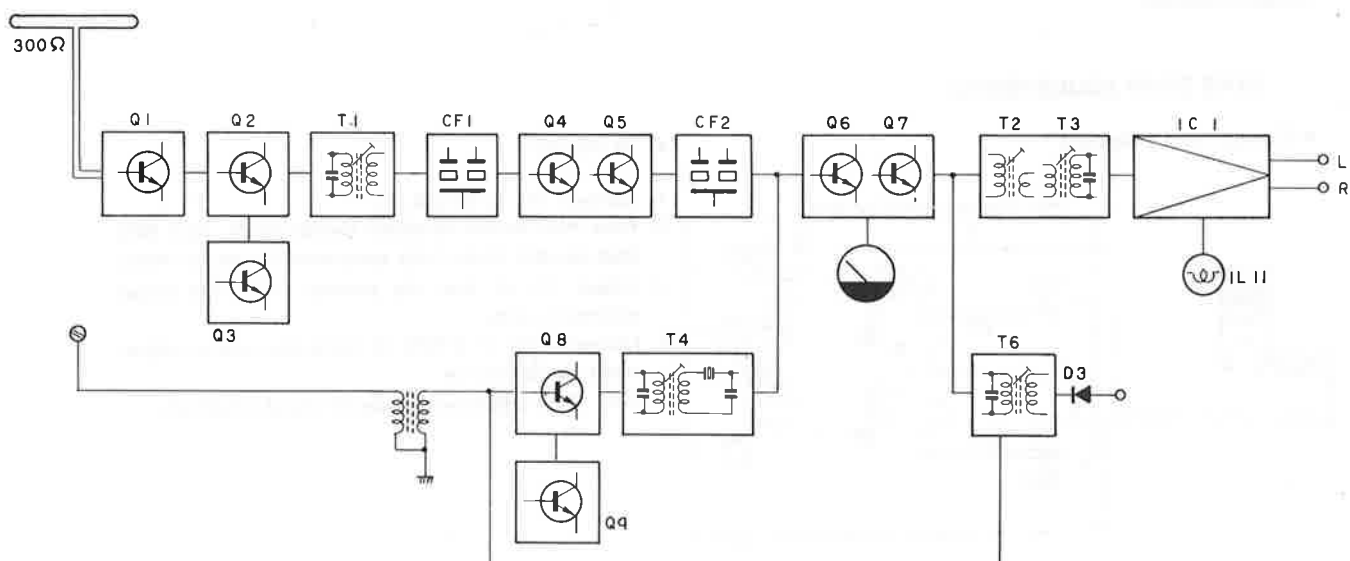 300Ω
Q1 Q2 T1 CF1 Q4 Q5 CF2 Q6 Q7 T2 T3 IC 1
L
R
IL 11
Q3
Q8 T4 T6 D3
Q9